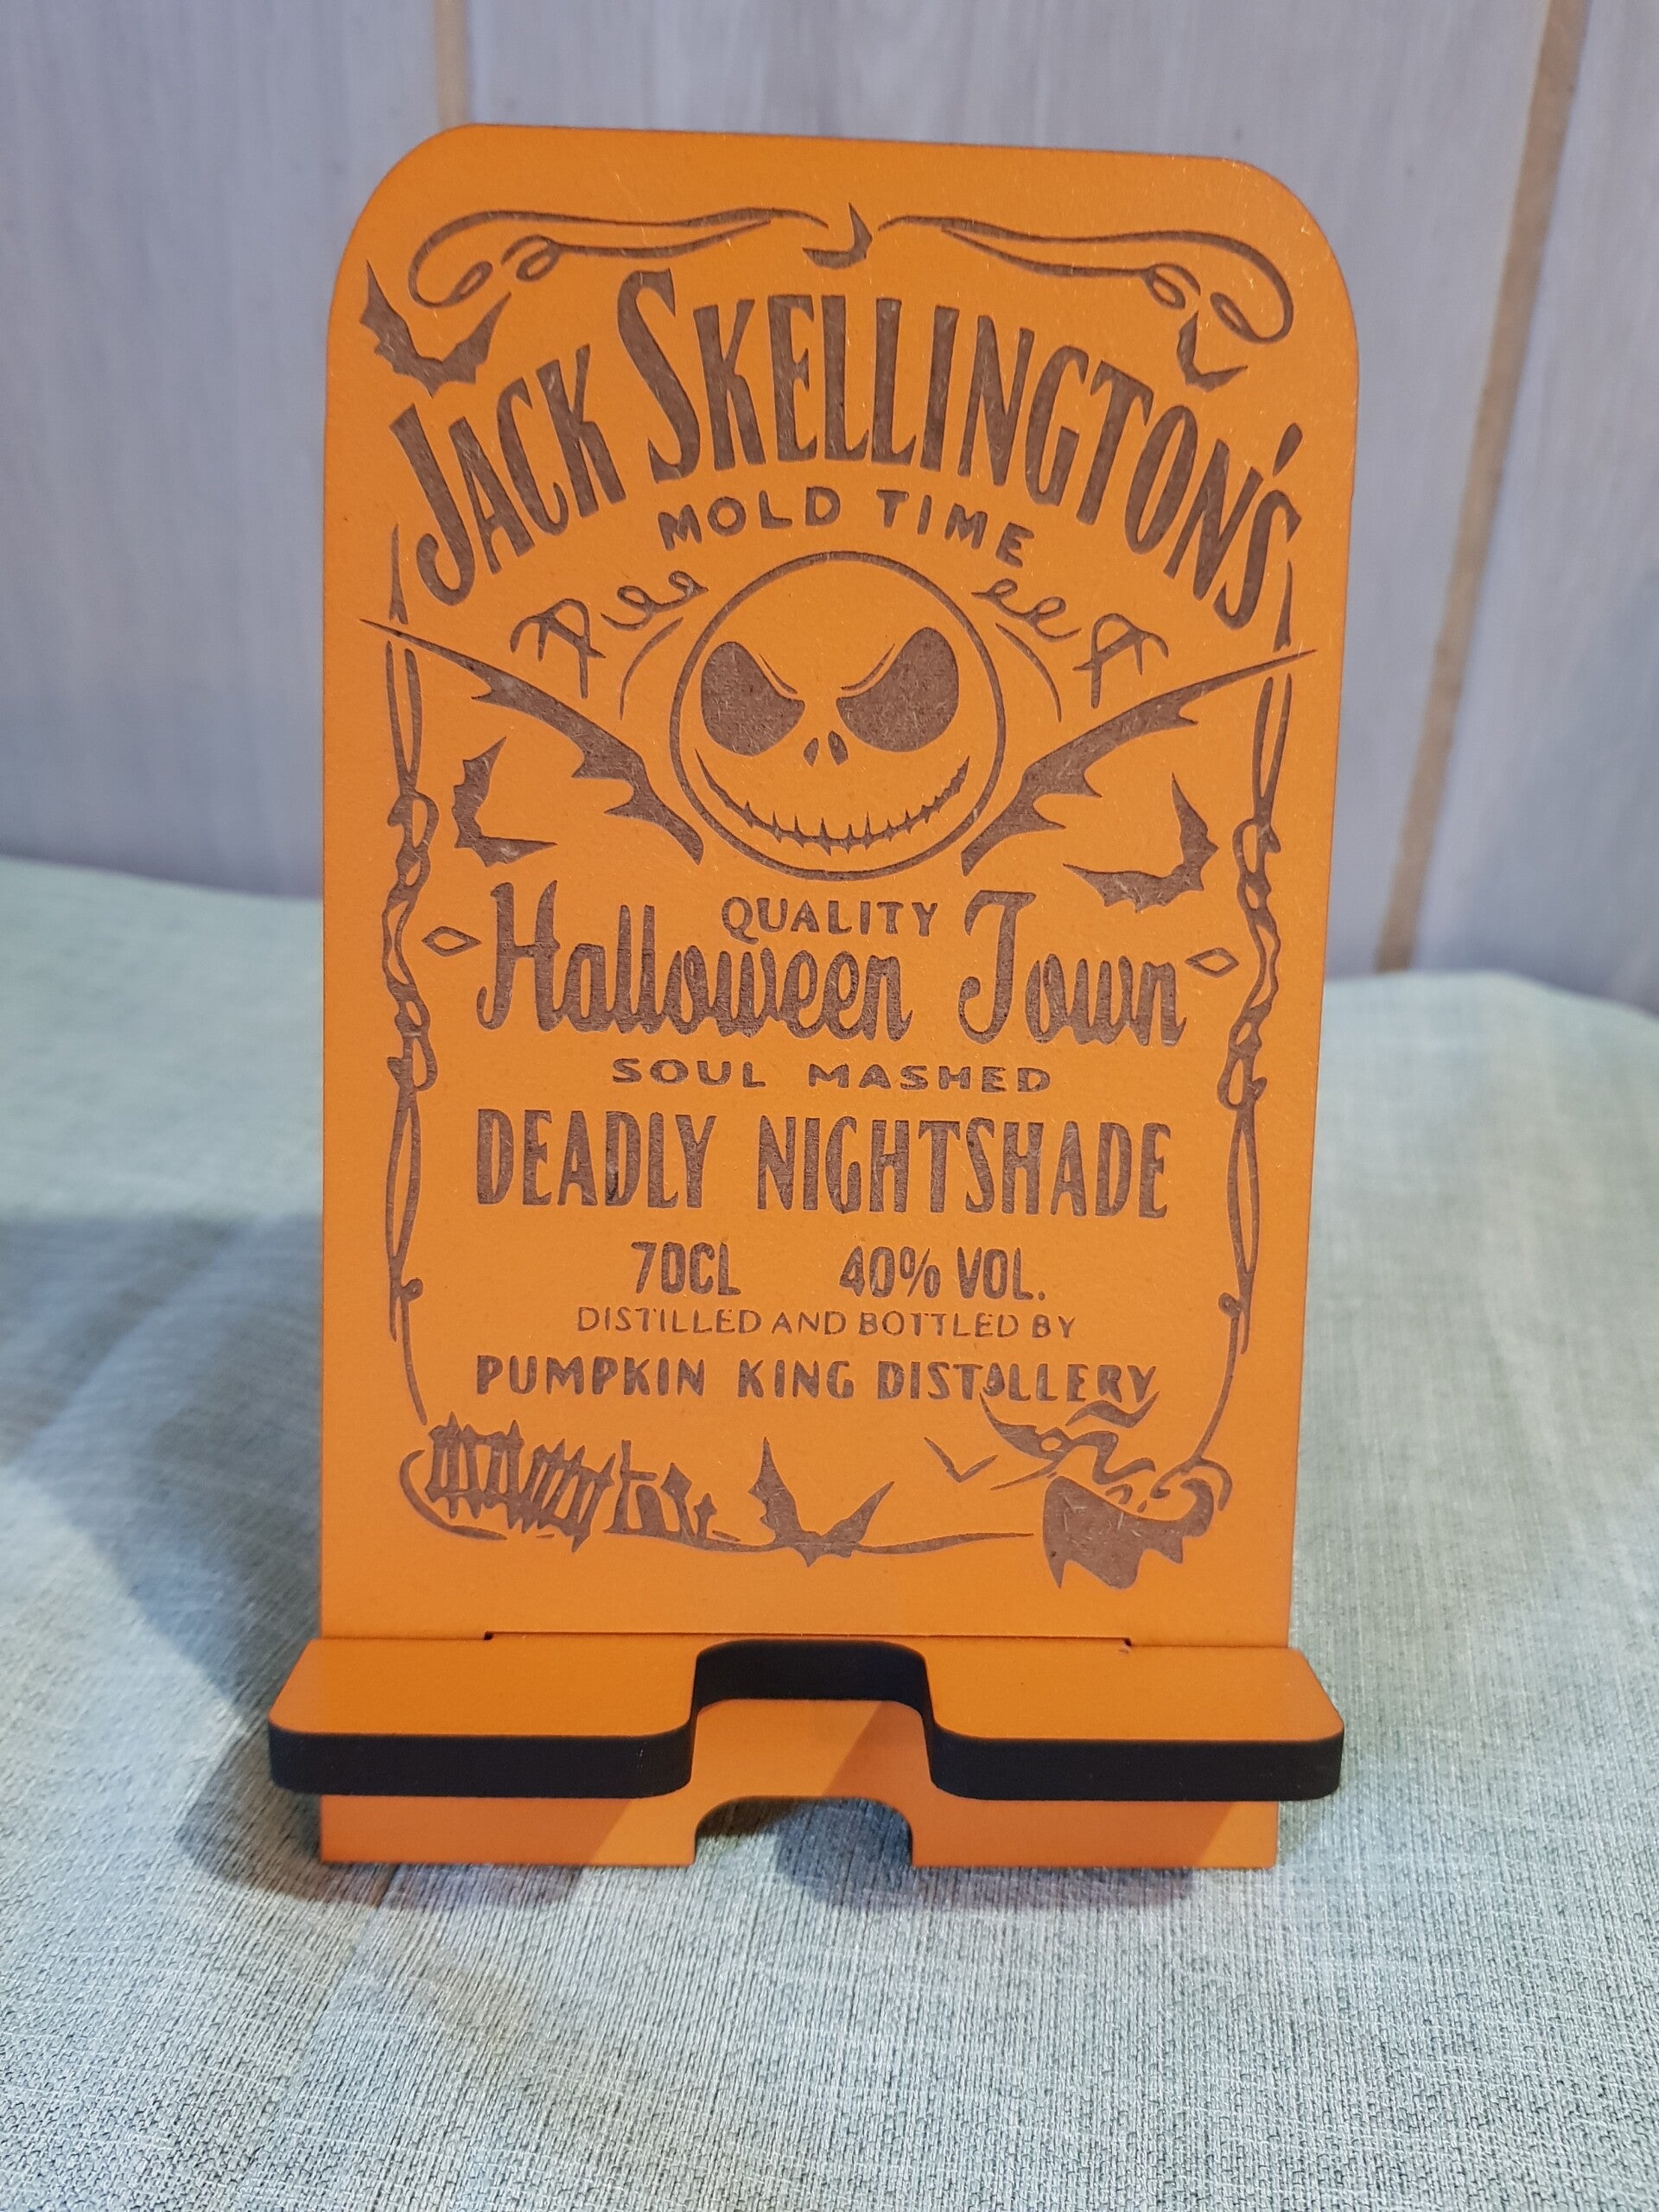 JACK SKELLINGTON'S
MOLD TIME
QUALITY
Halloween Town
SOUL MASHED
DEADLY NIGHTSHADE
70CL 40% VOL.
DISTILLED AND BOTTLED BY
PUMPKIN KING DISTILLERY